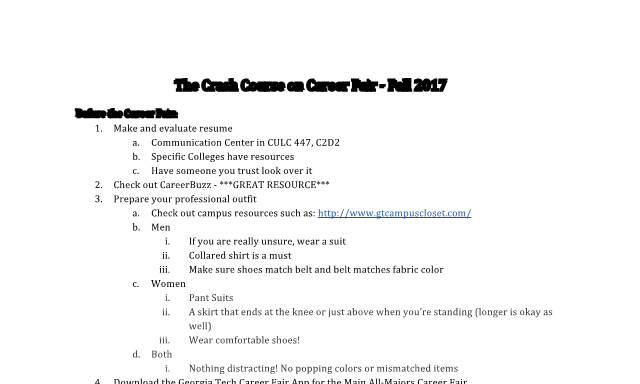 The Crash Course on Career Fair - Fall 2017
Before the Career Fair:
1. Make and evaluate resume
a. Communication Center in CULC 447, C2D2
b. Specific Colleges have resources
c. Have someone you trust look over it
2. Check out CareerBuzz - ***GREAT RESOURCE***
3. Prepare your professional outfit
a. Check out campus resources such as: http://www.gtcampuscloset.com/
b. Men
i. If you are really unsure, wear a suit
ii. Collared shirt is a must
iii. Make sure shoes match belt and belt matches fabric color
c. Women
i. Pant Suits
ii. A skirt that ends at the knee or just above when you're standing (longer is okay as
well)
iii. Wear comfortable shoes!
d. Both
i. Nothing distracting! No popping colors or mismatched items
4. Download the Georgia Tech Career Fair App for the Main All-Majors Career Fair